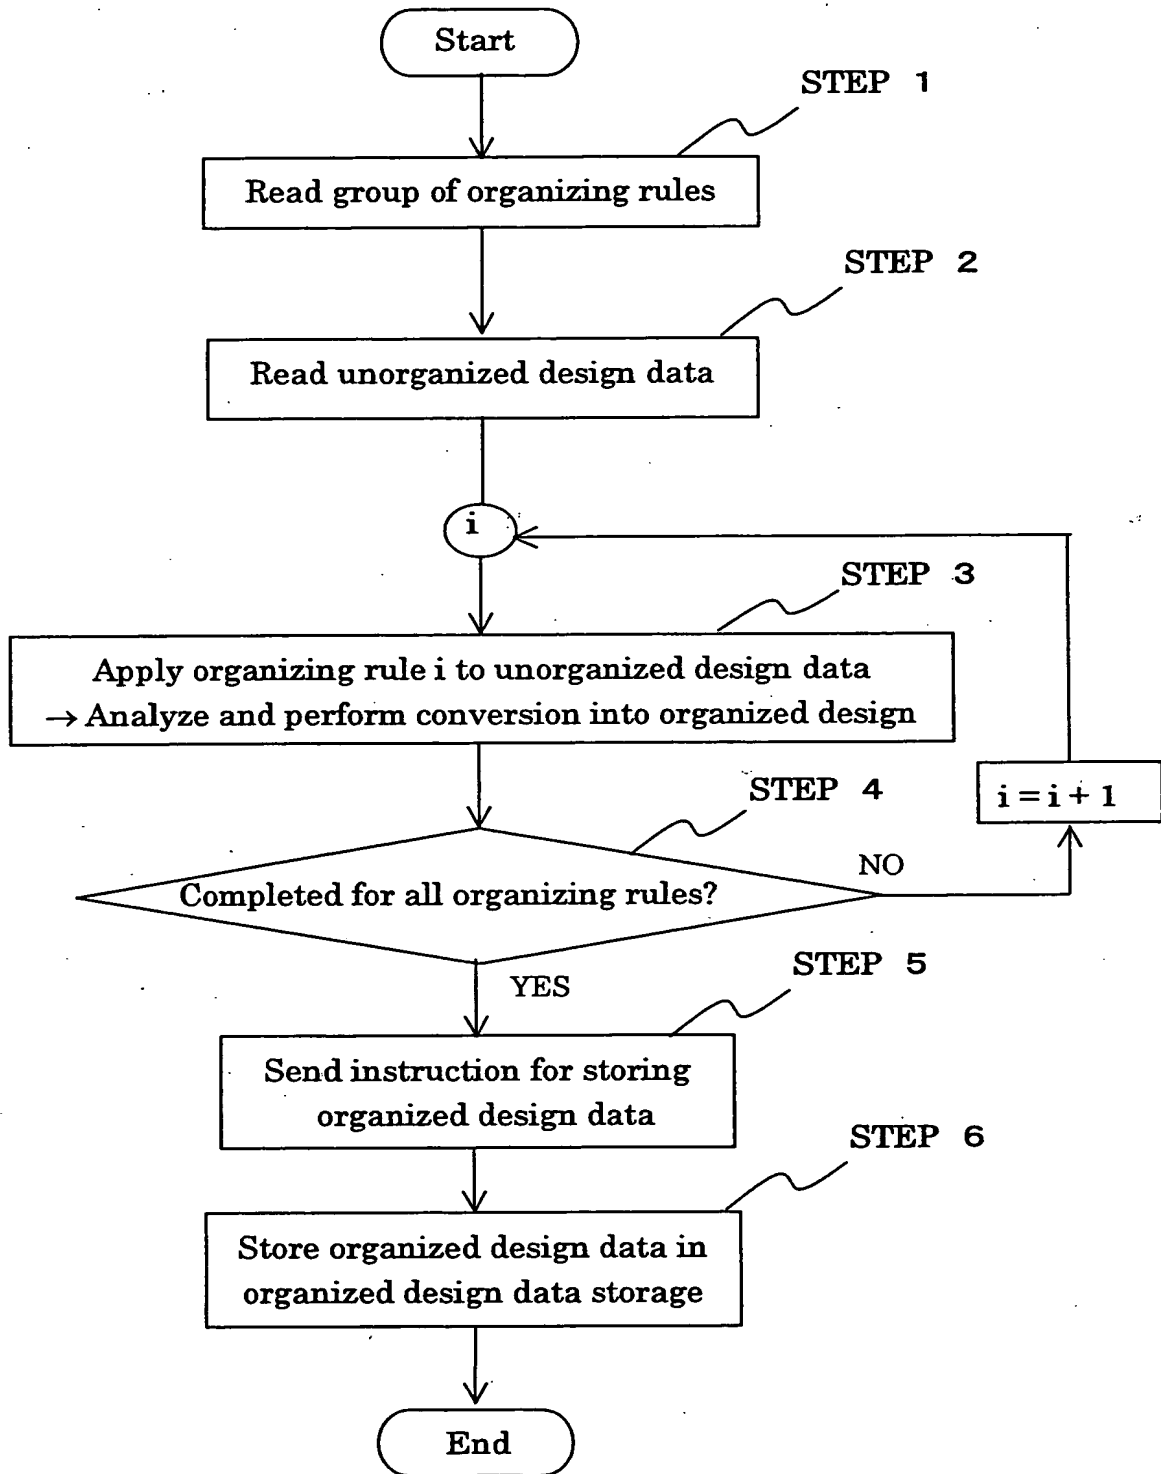 Start
STEP 1
Read group of organizing rules
STEP 2
Read unorganized design data
i
STEP 3
Apply organizing rule i to unorganized design data
→ Analyze and perform conversion into organized design
STEP 4
i = i + 1
NO
Completed for all organizing rules?
YES
STEP 5
Send instruction for storing
organized design data
STEP 6
Store organized design data in
organized design data storage
End